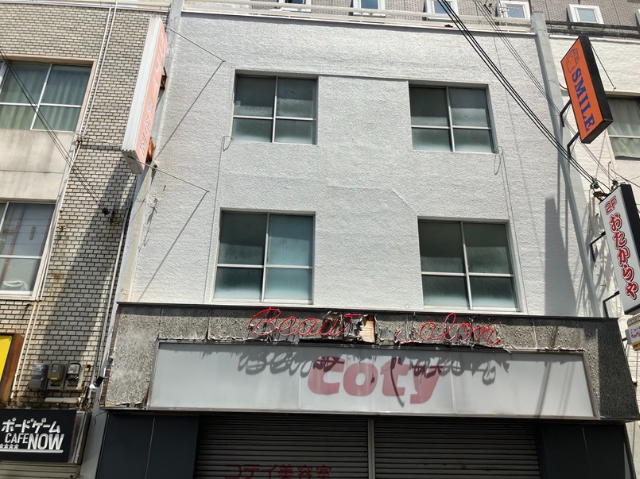 SMILE
2F おたからや
Beauty Salon
Coty
コティ美容室
ボードゲーム
CAFE NOW